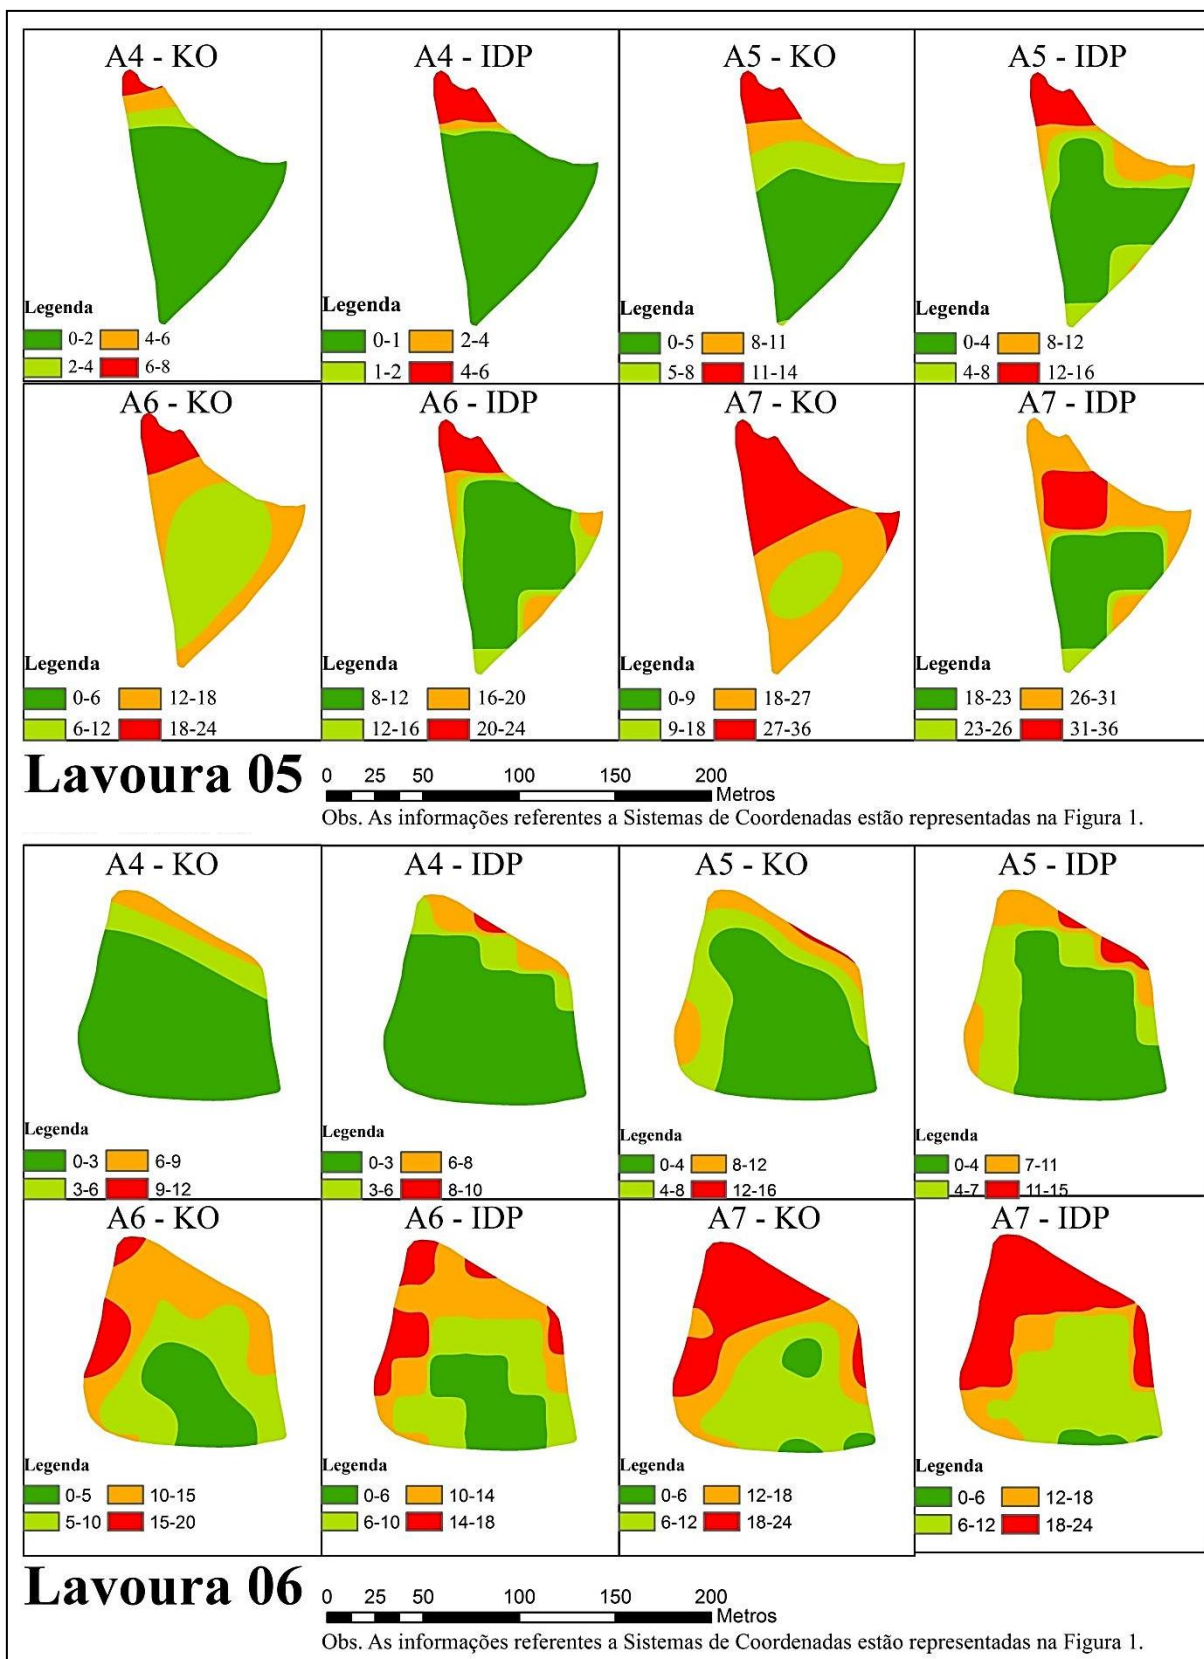 A4 - KO
A4 - IDP
A5 - KO
A5 - IDP
Legenda
0-2 4-6
2-4 6-8
Legenda
0-1 2-4
1-2 4-6
Legenda
0-5 8-11
5-8 11-14
Legenda
0-4 8-12
4-8 12-16
A6 - KO
A6 - IDP
A7 - KO
A7 - IDP
Legenda
0-6 12-18
6-12 18-24
Legenda
8-12 16-20
12-16 20-24
Legenda
0-9 18-27
9-18 27-36
Legenda
18-23 26-31
23-26 31-36
Lavoura 05
0 25 50 100 150 200
Metros
Obs. As informações referentes a Sistemas de Coordenadas estão representadas na Figura 1.
A4 - KO
A4 - IDP
A5 - KO
A5 - IDP
Legenda
0-3 6-9
3-6 9-12
Legenda
0-3 6-8
3-6 8-10
Legenda
0-4 8-12
4-8 12-16
Legenda
0-4 7-11
4-7 11-15
A6 - KO
A6 - IDP
A7 - KO
A7 - IDP
Legenda
0-5 10-15
5-10 15-20
Legenda
0-6 10-14
6-10 14-18
Legenda
0-6 12-18
6-12 18-24
Legenda
0-6 12-18
6-12 18-24
Lavoura 06
0 25 50 100 150 200
Metros
Obs. As informações referentes a Sistemas de Coordenadas estão representadas na Figura 1.